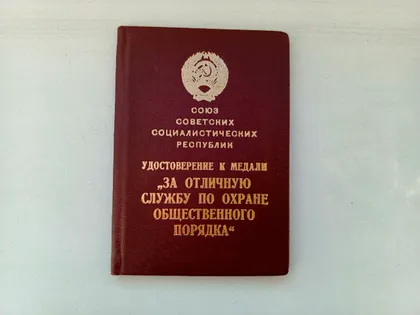 СОЮЗ
СОВЕТСКИХ
СОЦИАЛИСТИЧЕСКИХ
РЕСПУБЛИК
УДОСТОВЕРЕНИЕ К МЕДАЛИ
„ЗА ОТЛИЧНУЮ
СЛУЖБУ ПО ОХРАНЕ
ОБЩЕСТВЕННОГО
ПОРЯДКА“